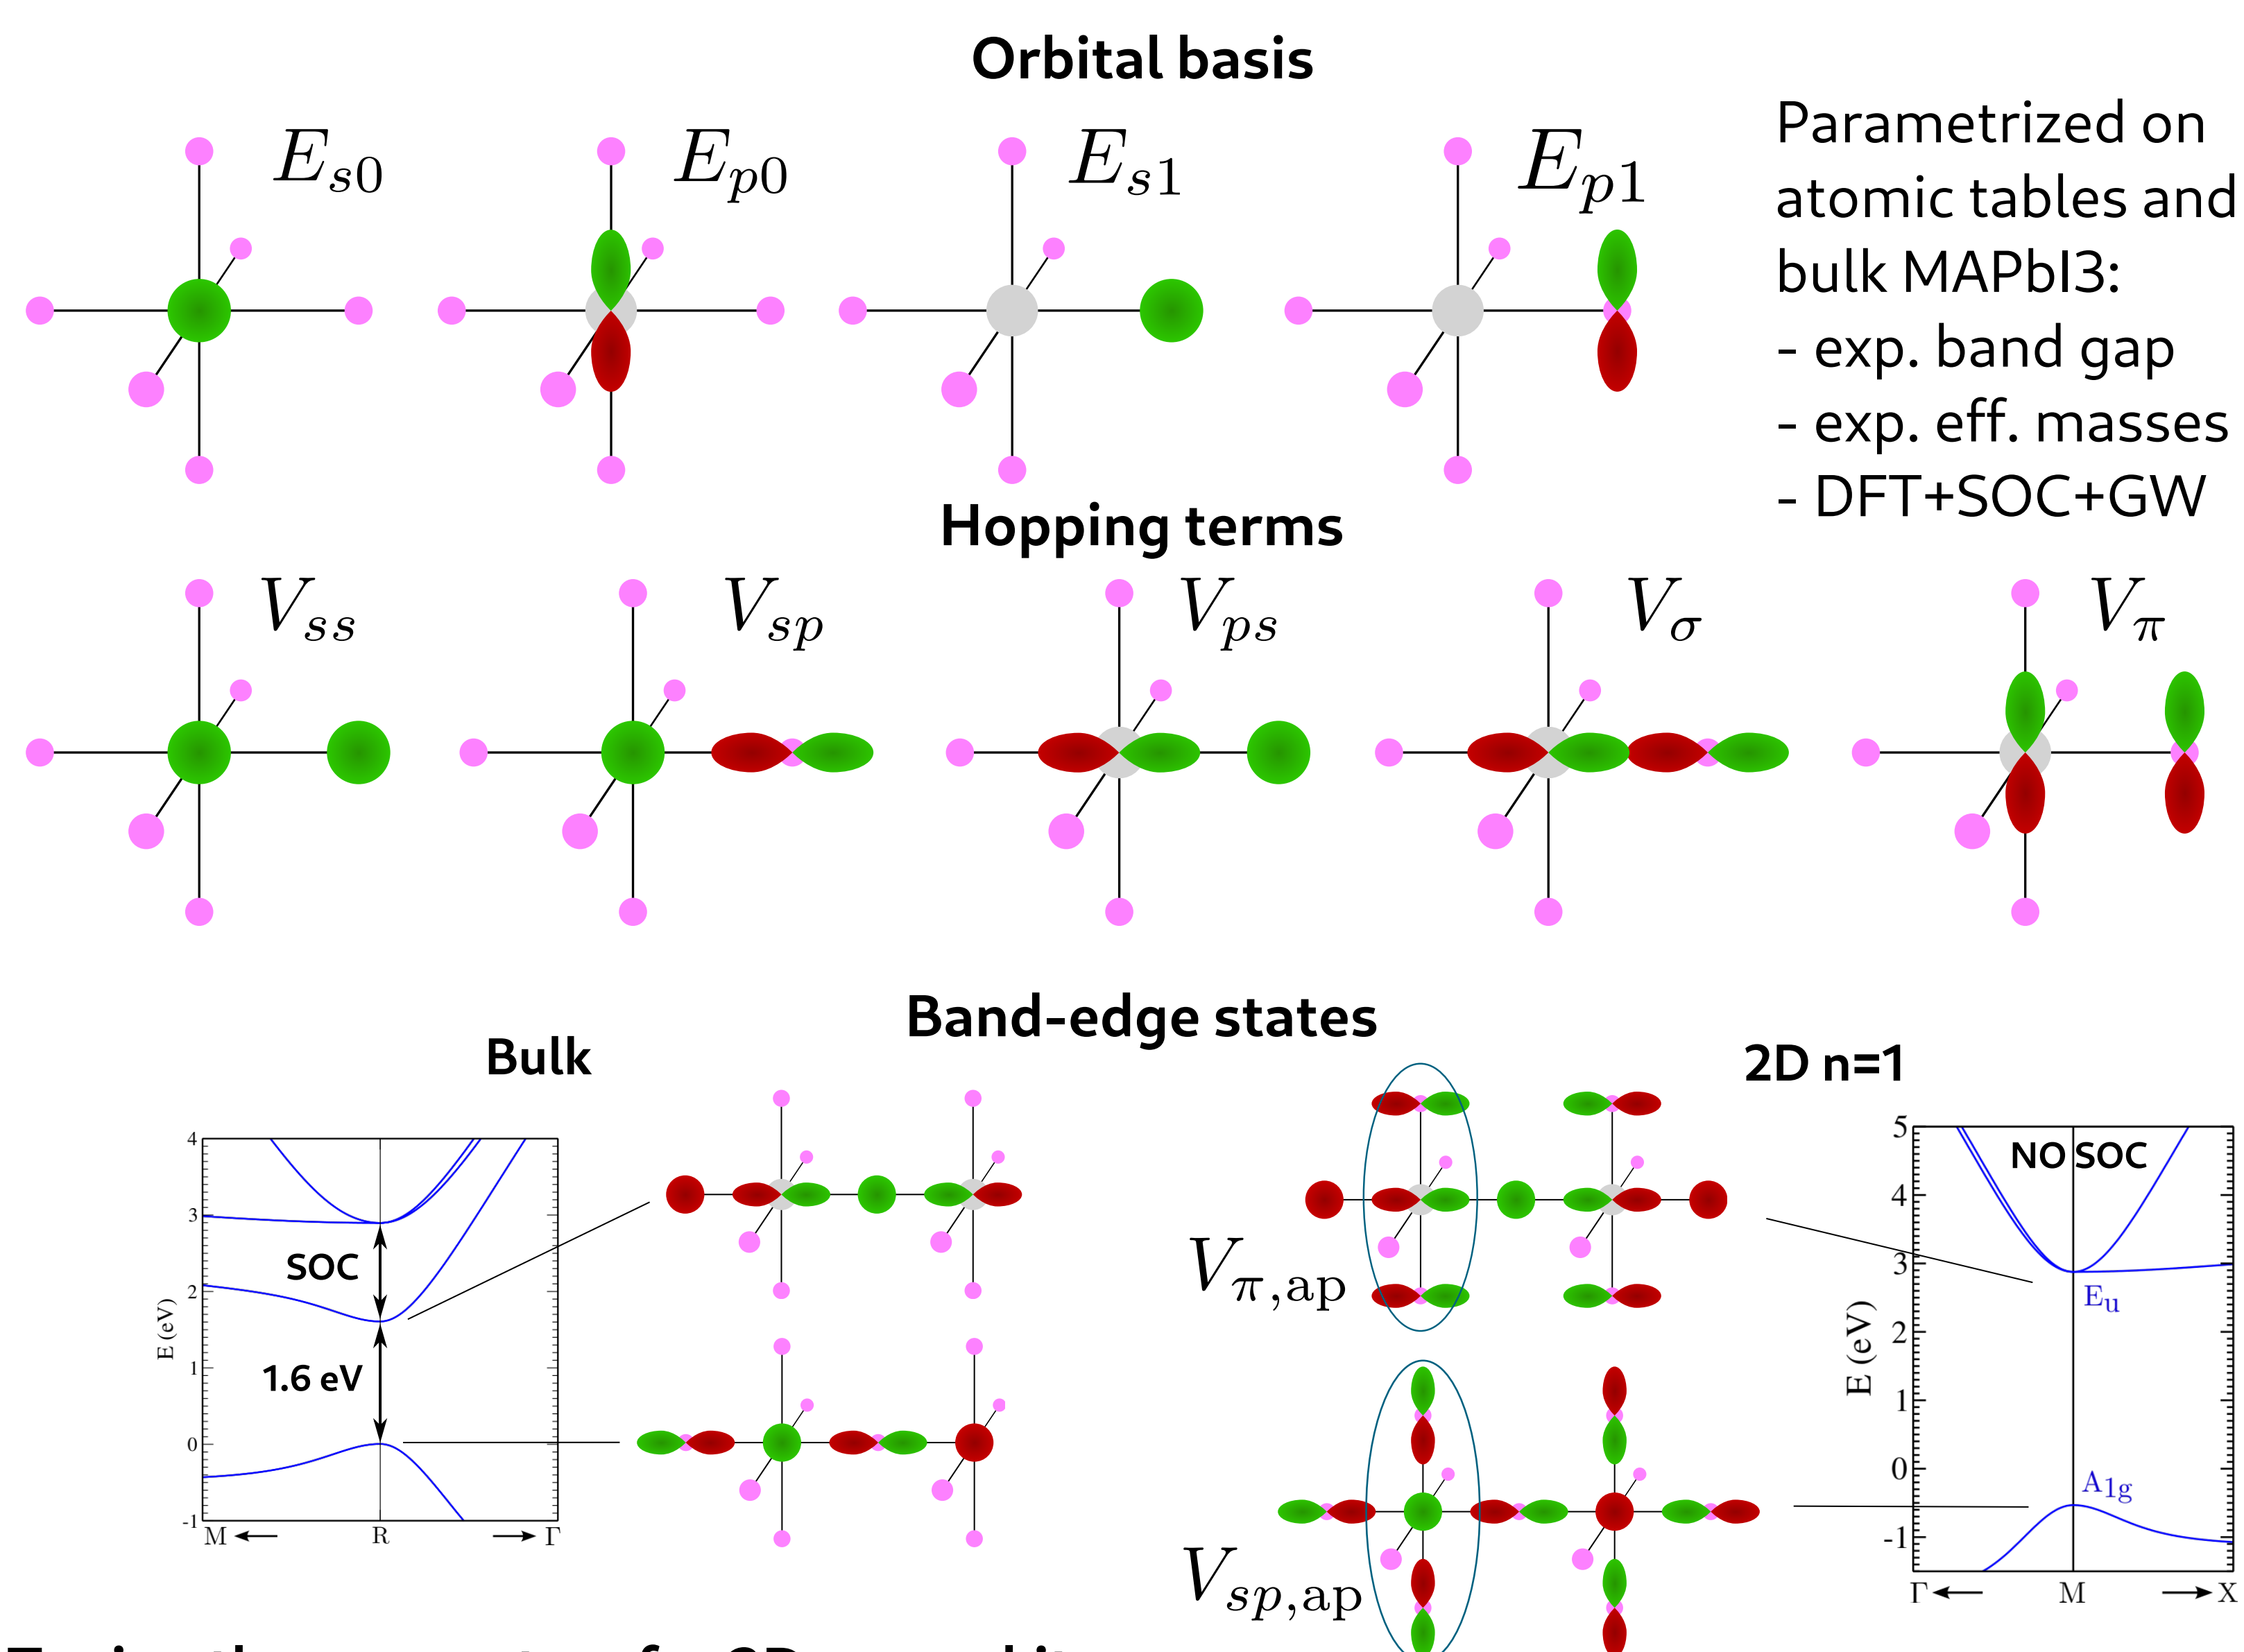 Orbital basis
E_{s0}
E_{p0}
E_{s1}
E_{p1}
Parametrized on
atomic tables and
bulk MAPbI3:
- exp. band gap
- exp. eff. masses
- DFT+SOC+GW
Hopping terms
V_{ss}
V_{sp}
V_{ps}
V_σ
V_π
Band-edge states
Bulk
4
3
2
1
0
-1
E (eV)
SOC
1.6 eV
M
R
Γ
V_{π,ap}
V_{sp,ap}
2D n=1
5
4
3
2
1
0
-1
E (eV)
NO SOC
E_u
A_{1g}
Γ
M
X